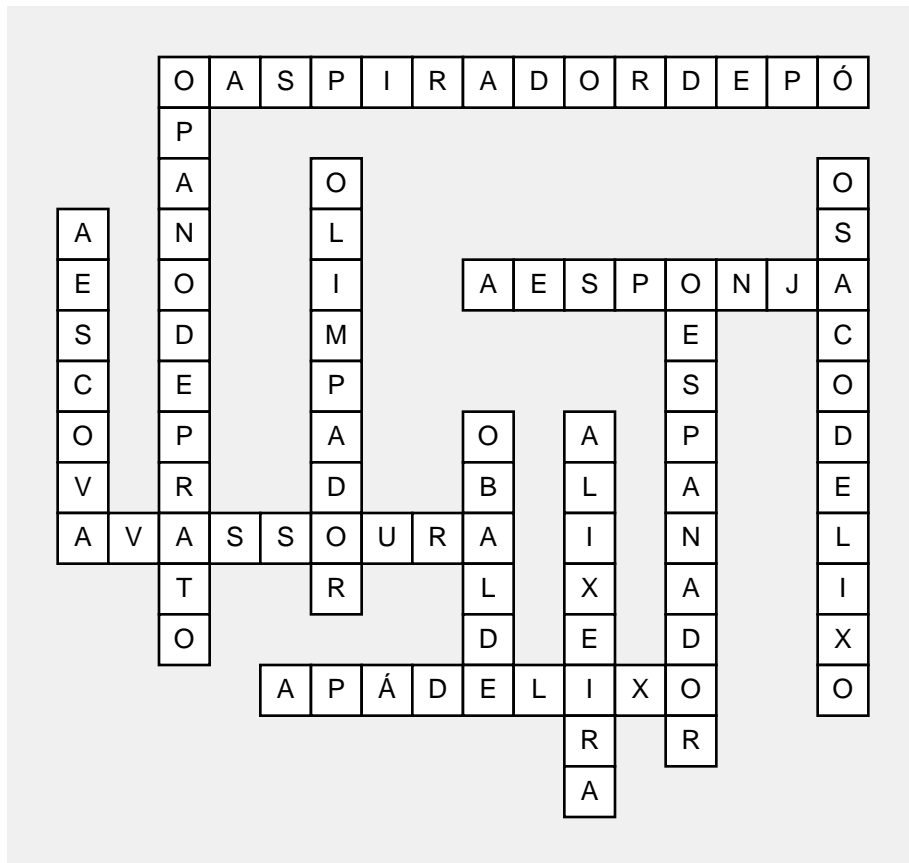 OASPIRADORDEPÓ
OPANODEPRATO
OLIMPADOR
OSACODELIXO
AESCOVA
AESPONJA
OESPANADOR
OBALDE
ALIXEIRA
AVASSOURA
APÁDELIXO